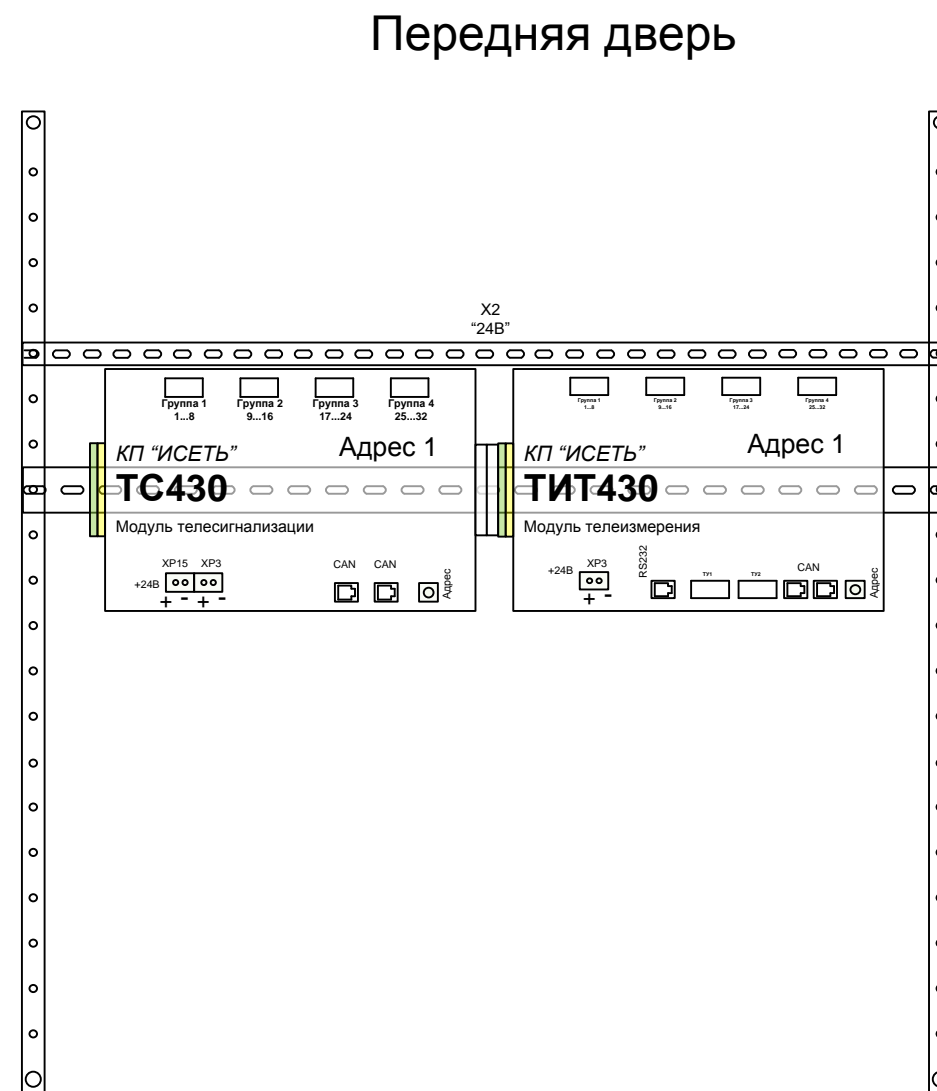 Передняя дверь
X2
“24В”
Группа 1
1...8
Группа 2
9...16
Группа 3
17...24
Группа 4
25...32
КП “ИСЕТЬ”
Адрес 1
ТС430
Модуль телесигнализации
XP15 XP3
+24В
+ - + -
CAN CAN
Адрес
Группа 1
1...8
Группа 2
9...16
Группа 3
17...24
Группа 4
25...32
КП “ИСЕТЬ”
Адрес 1
ТИТ430
Модуль телеизмерения
+24В
XP3
+ -
RS232
ТУ1
ТУ2
CAN
Адрес